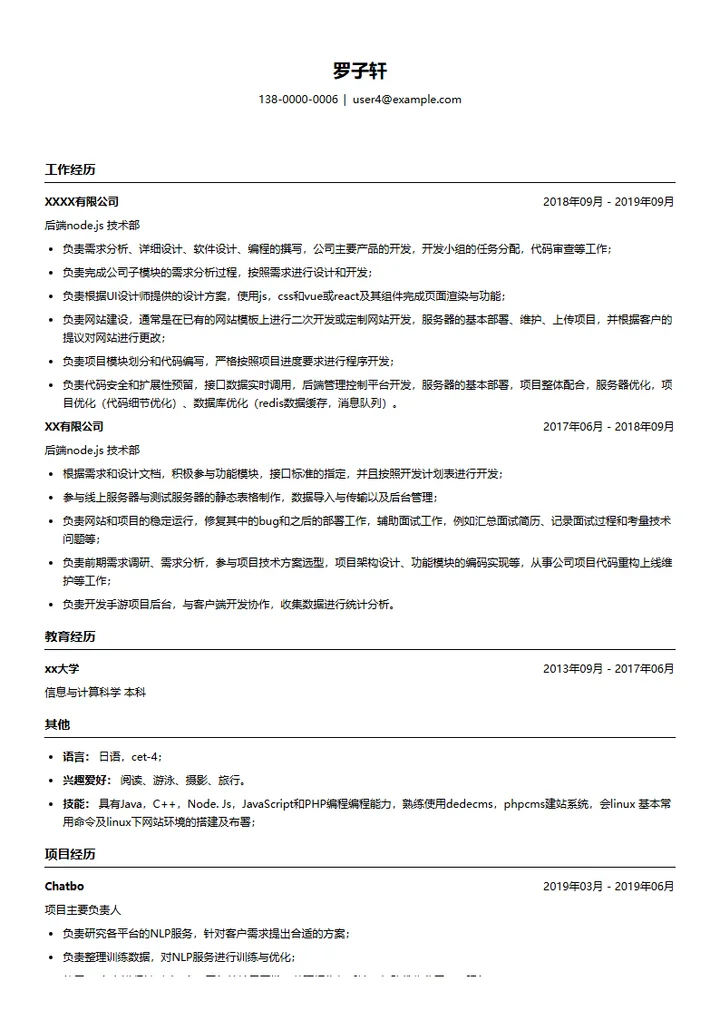 罗子轩
138-0000-0006 | user4@example.com
工作经历
XXXX有限公司 2018年09月 - 2019年09月
后端node.js 技术部
• 负责需求分析、详细设计、软件设计、编程的撰写，公司主要产品的开发，开发小组的任务分配，代码审查等工作；
• 负责完成公司子模块的需求分析过程，按照需求进行设计和开发；
• 负责根据UI设计师提供的设计方案，使用js，css和vue或react及其组件完成页面渲染与功能；
• 负责网站建设，通常是在已有的网站模板上进行二次开发或定制网站开发，服务器的基本部署、维护、上传项目，并根据客户的
提议对网站进行更改；
• 负责项目模块划分和代码编写，严格按照项目进度要求进行程序开发；
• 负责代码安全和扩展性预留，接口数据实时调用，后端管理控制平台开发，服务器的基本部署，项目整体配合，服务器优化，项
目优化（代码细节优化）、数据库优化（redis数据缓存，消息队列）。
XX有限公司 2017年06月 - 2018年09月
后端node.js 技术部
• 根据需求和设计文档，积极参与功能模块，接口标准的指定，并且按照开发计划表进行开发；
• 参与线上服务器与测试服务器的静态表格制作，数据导入与传输以及后台管理；
• 负责网站和项目的稳定运行，修复其中的bug和之后的部署工作，辅助面试工作，例如汇总面试简历、记录面试过程和考量技术
问题等；
• 负责前期需求调研、需求分析，参与项目技术方案选型，项目架构设计、功能模块的编码实现等，从事公司项目代码重构上线维
护等工作；
• 负责开发手游项目后台，与客户端开发协作，收集数据进行统计分析。
教育经历
xx大学 2013年09月 - 2017年06月
信息与计算科学 本科
其他
• 语言： 日语，cet-4；
• 兴趣爱好： 阅读、游泳、摄影、旅行。
• 技能： 具有Java，C++，Node. Js，JavaScript和PHP编程编程能力，熟练使用dedecms，phpcms建站系统，会linux 基本常
用命令及linux下网站环境的搭建及布署；
项目经历
Chatbo 2019年03月 - 2019年06月
项目主要负责人
• 负责研究各平台的NLP服务，针对客户需求提出合适的方案；
• 负责整理训练数据，对NLP服务进行训练与优化；